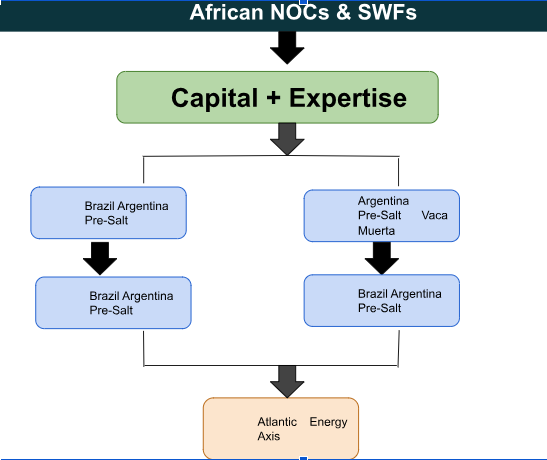 African NOCs & SWFs
Capital + Expertise
Brazil Argentina
Pre-Salt
Argentina
Pre-Salt Vaca
Muerta
Brazil Argentina
Pre-Salt
Brazil Argentina
Pre-Salt
Atlantic Energy
Axis